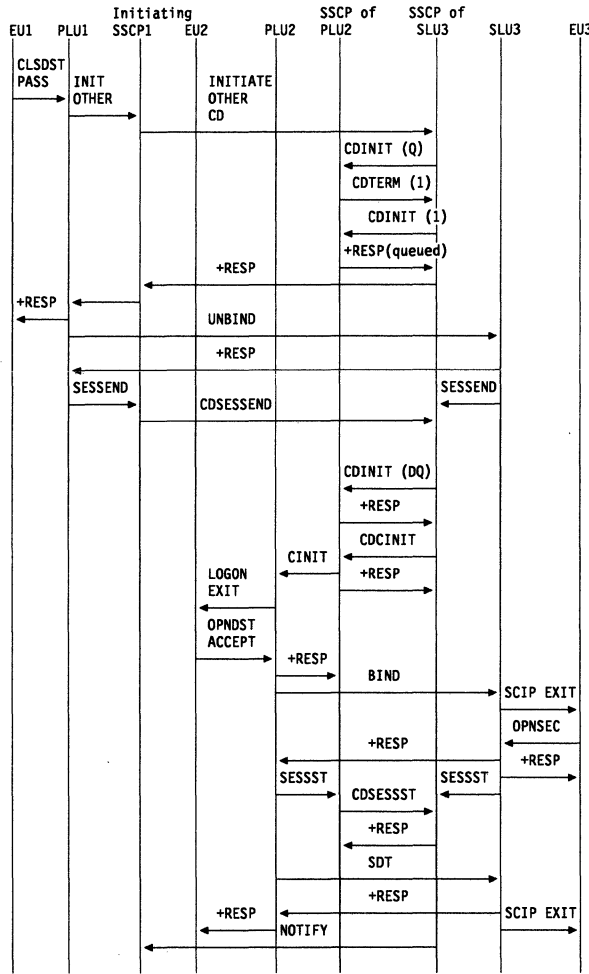 Initiating SSCP of SSCP of
EU1 PLU1 SSCP1 EU2 PLU2 PLU2 SLU3 SLU3 EU3
CLSDST
PASS
INIT
OTHER
INITIATE
OTHER
CD
CDINIT (Q)
CDTERM (1)
CDINIT (1)
+RESP(queued)
+RESP
+RESP
UNBIND
+RESP
SESSEND SESSEND
CDSESSEND
CDINIT (DQ)
+RESP
CDCINIT
CINIT
+RESP
LOGON
EXIT
OPNDST
ACCEPT
+RESP
BIND
SCIP EXIT
OPNSEC
+RESP
+RESP
SESSST SESSST
CDSESSST
+RESP
SDT
+RESP
+RESP SCIP EXIT
NOTIFY